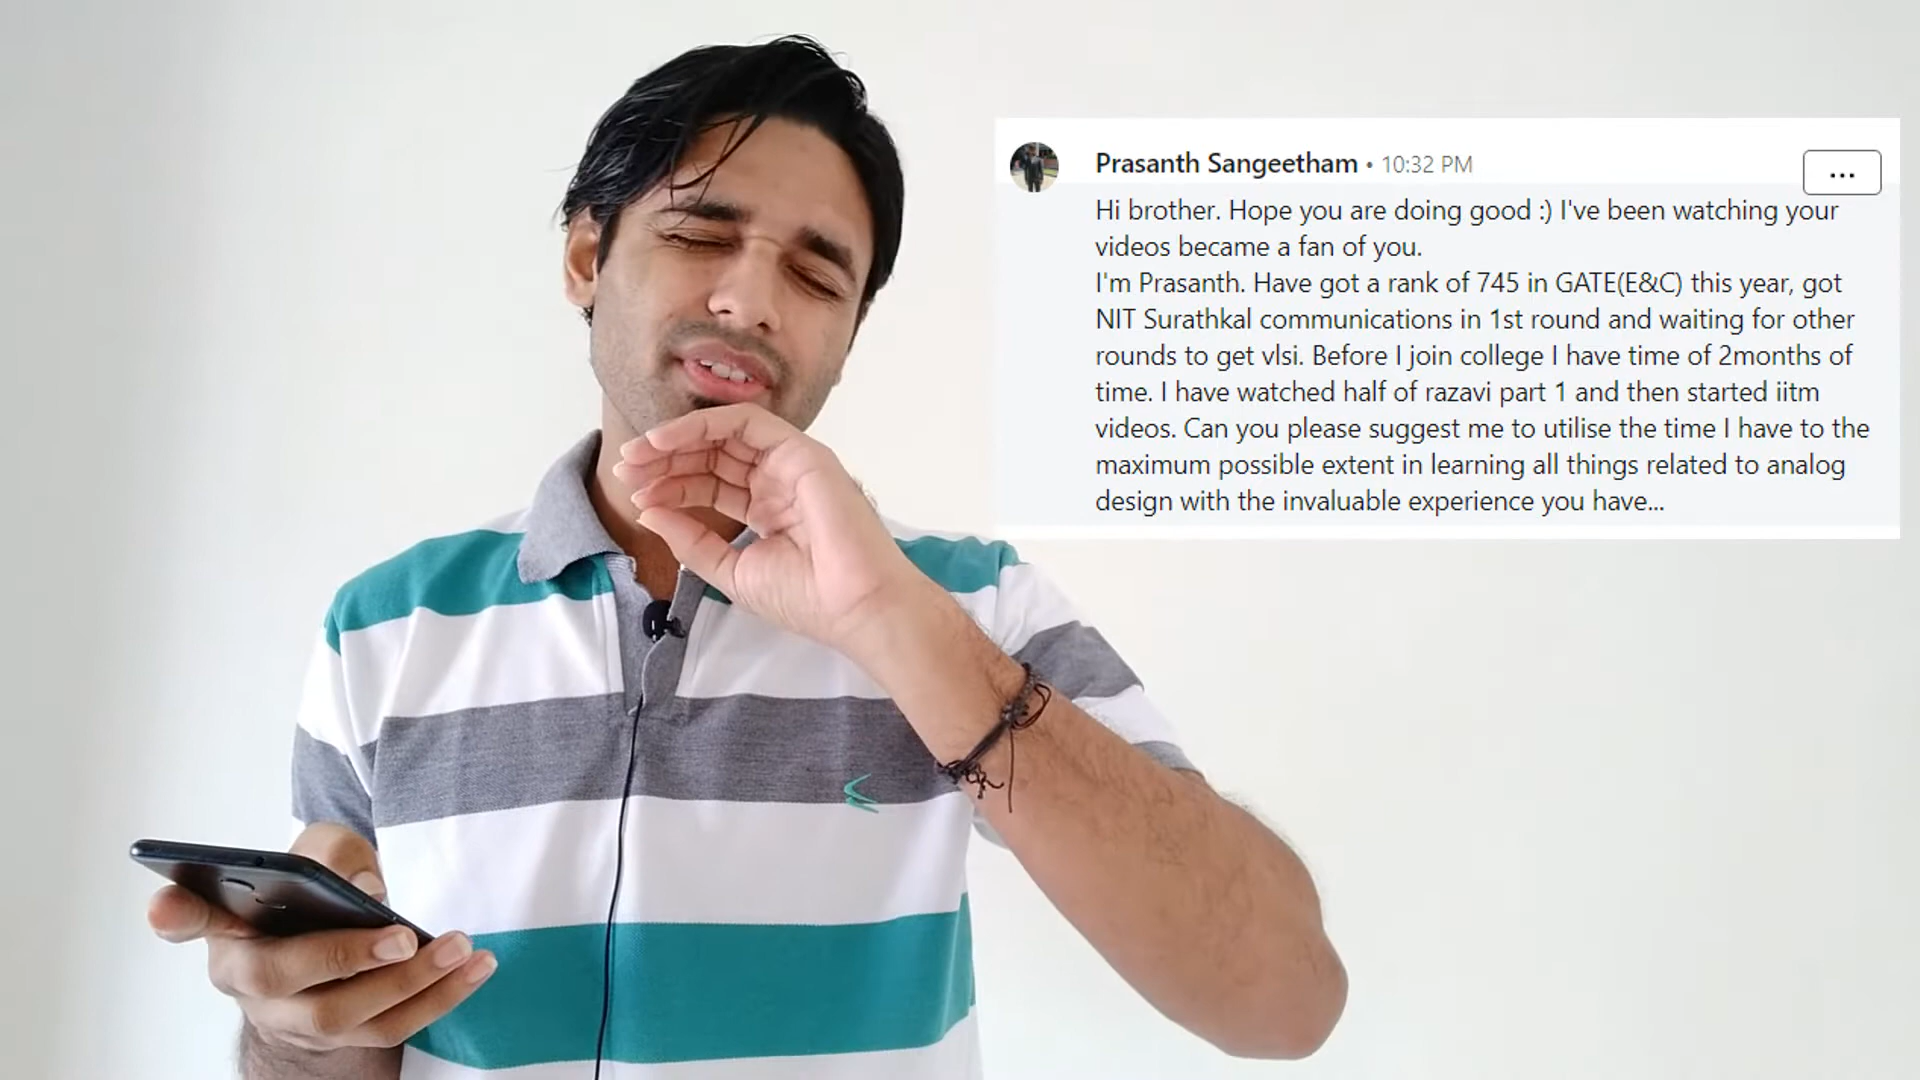 Prasanth Sangeetham • 10:32 PM
...
Hi brother. Hope you are doing good :) I've been watching your
videos became a fan of you.
I'm Prasanth. Have got a rank of 745 in GATE(E&C) this year, got
NIT Surathkal communications in 1st round and waiting for other
rounds to get vlsi. Before I join college I have time of 2months of
time. I have watched half of razavi part 1 and then started iitm
videos. Can you please suggest me to utilise the time I have to the
maximum possible extent in learning all things related to analog
design with the invaluable experience you have...